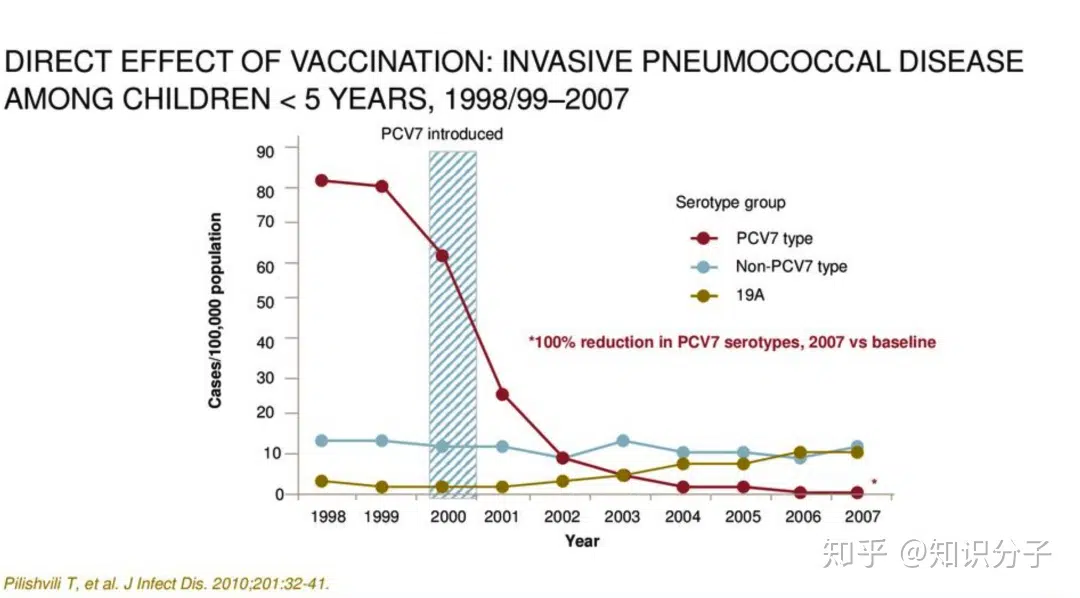 DIRECT EFFECT OF VACCINATION: INVASIVE PNEUMOCOCCAL DISEASE
AMONG CHILDREN < 5 YEARS, 1998/99–2007
PCV7 introduced
90
80
70
60
50
40
30
20
10
0
Cases/100,000 population
Serotype group
PCV7 type
Non-PCV7 type
19A
*100% reduction in PCV7 serotypes, 2007 vs baseline
*
1998 1999 2000 2001 2002 2003 2004 2005 2006 2007
Year
知乎 @知识分子
Pilishvili T, et al. J Infect Dis. 2010;201:32-41.